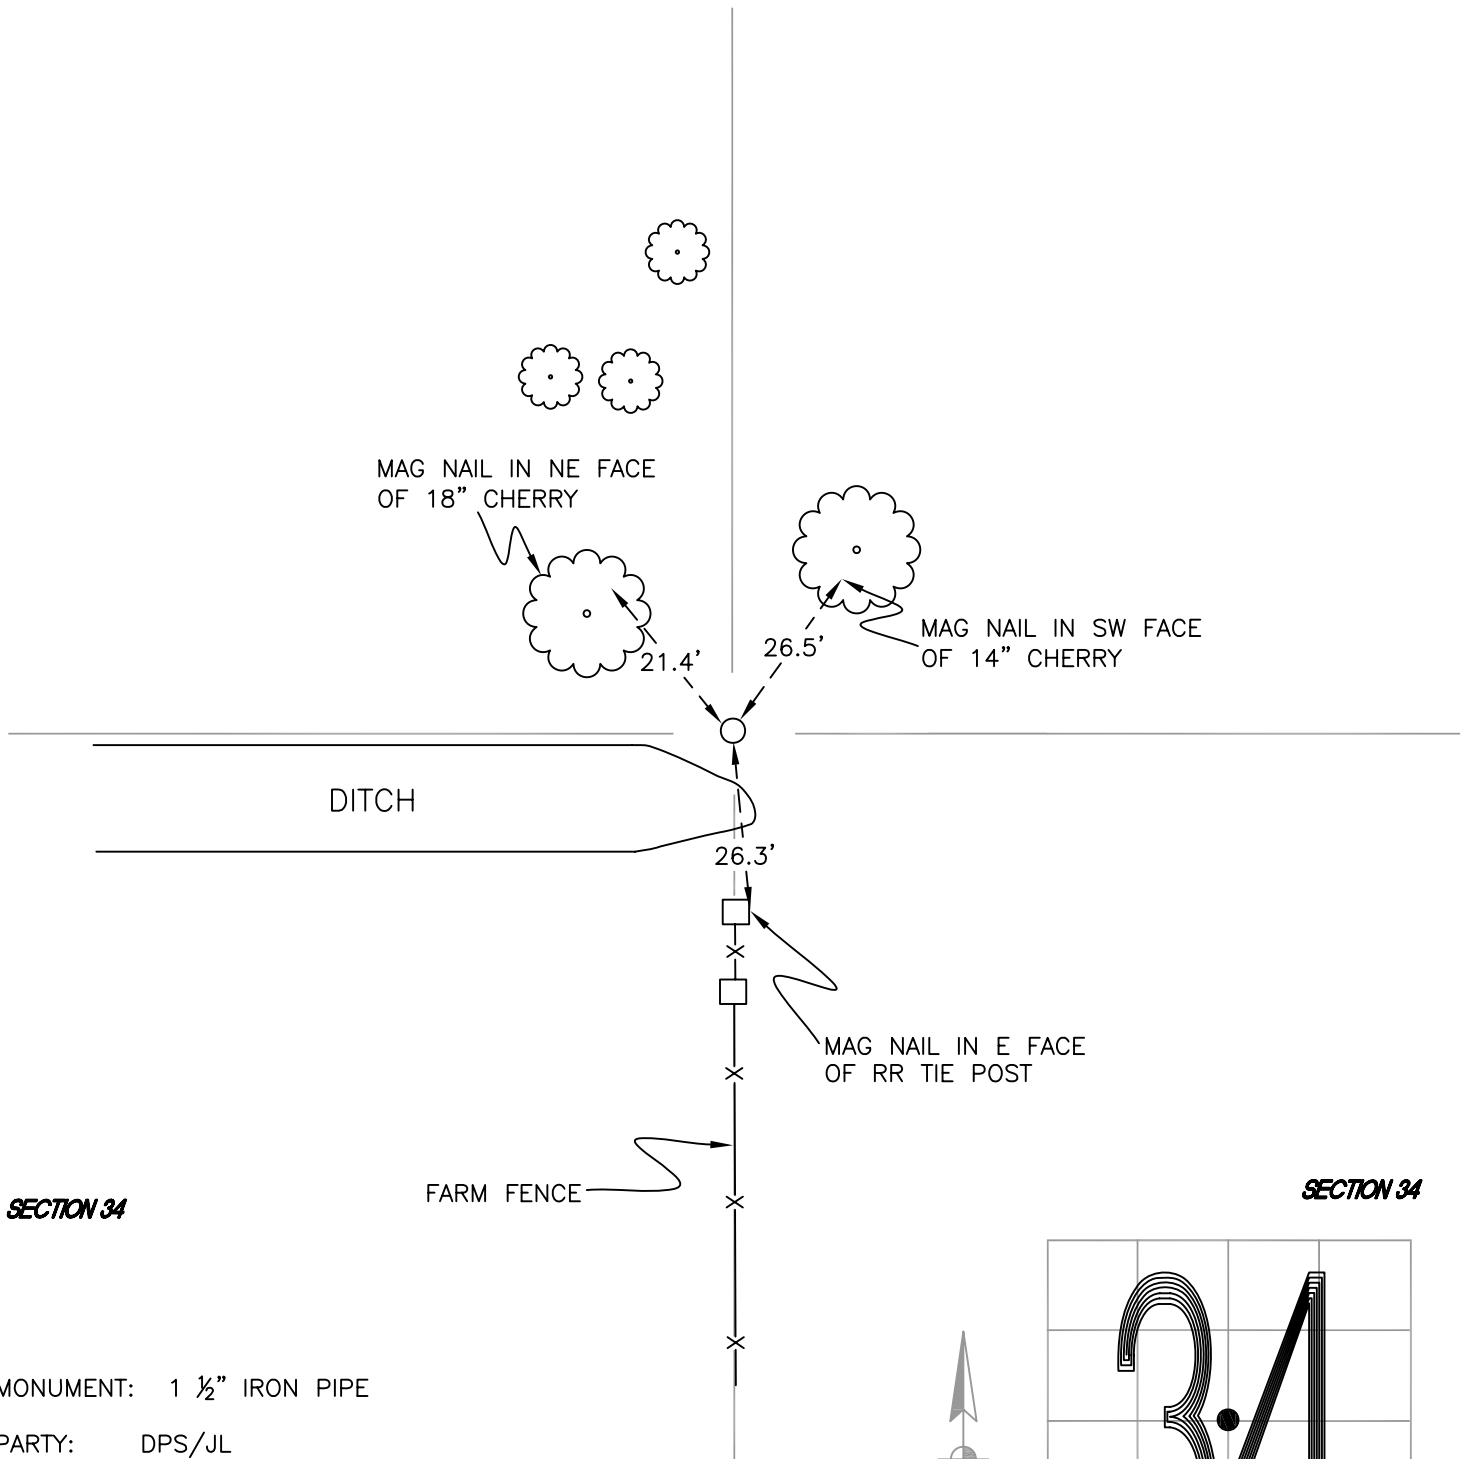 MAG NAIL IN NE FACE
OF 18” CHERRY
21.4’
26.5’
MAG NAIL IN SW FACE
OF 14” CHERRY
DITCH
26.3’
MAG NAIL IN E FACE
OF RR TIE POST
FARM FENCE
SECTION 34
SECTION 34
34
MONUMENT: 1 ½” IRON PIPE
PARTY: DPS/JL